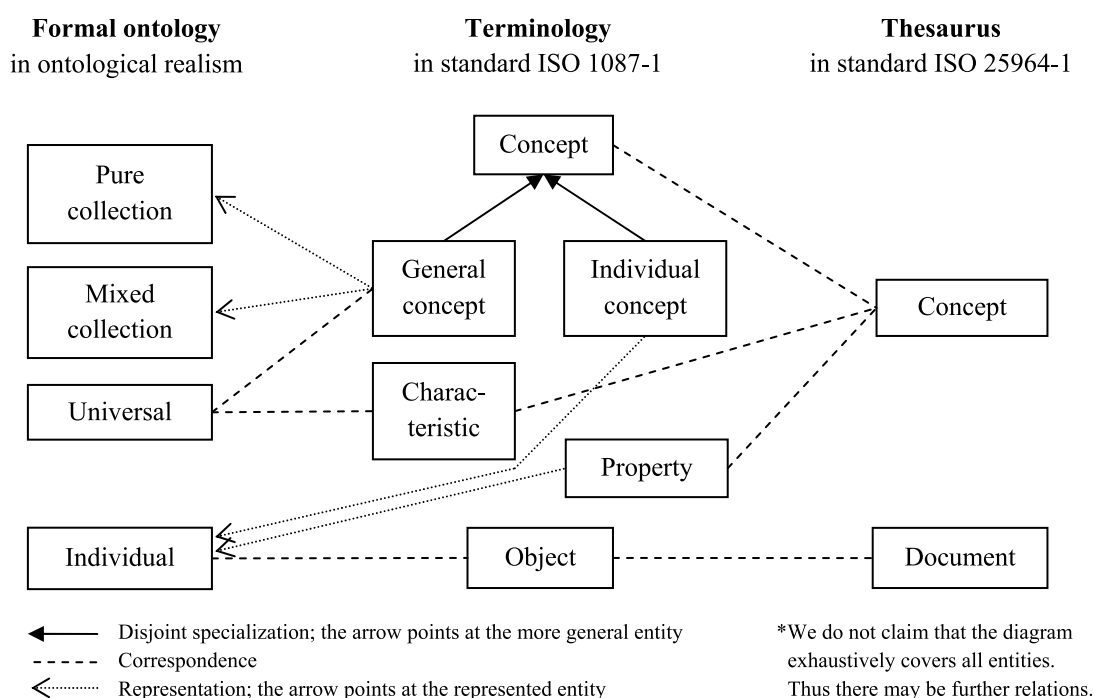 Formal ontology
in ontological realism
Terminology
in standard ISO 1087-1
Thesaurus
in standard ISO 25964-1
Concept
Pure
collection
General
concept
Individual
concept
Mixed
collection
Concept
Universal
Charac-
teristic
Property
Individual
Object
Document
Disjoint specialization; the arrow points at the more general entity
Correspondence
Representation; the arrow points at the represented entity
*We do not claim that the diagram
exhaustively covers all entities.
Thus there may be further relations.